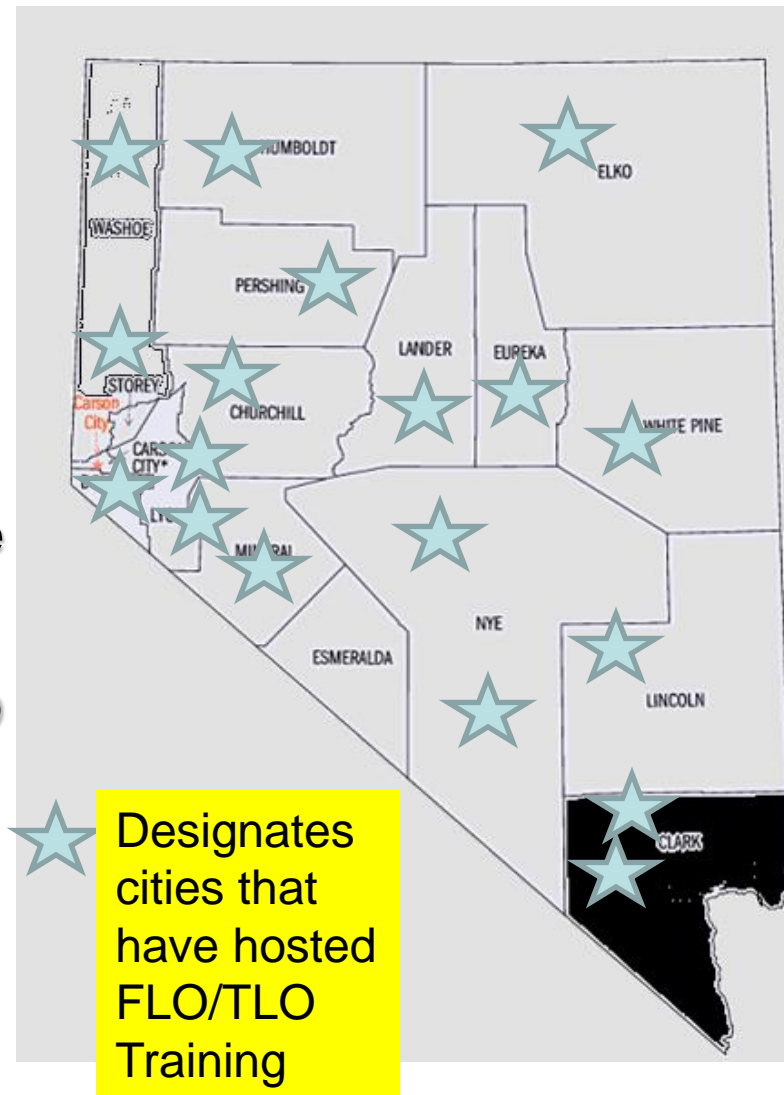 HUMBOLDT
ELKO
WASHOE
PERSHING
LANDER
EUREKA
STOREY
CHURCHILL
Carson
City
WHITE PINE
CITY*
NYE
ESMERALDA
LINCOLN
CLARK
Designates
cities that
have hosted
FLO/TLO
Training